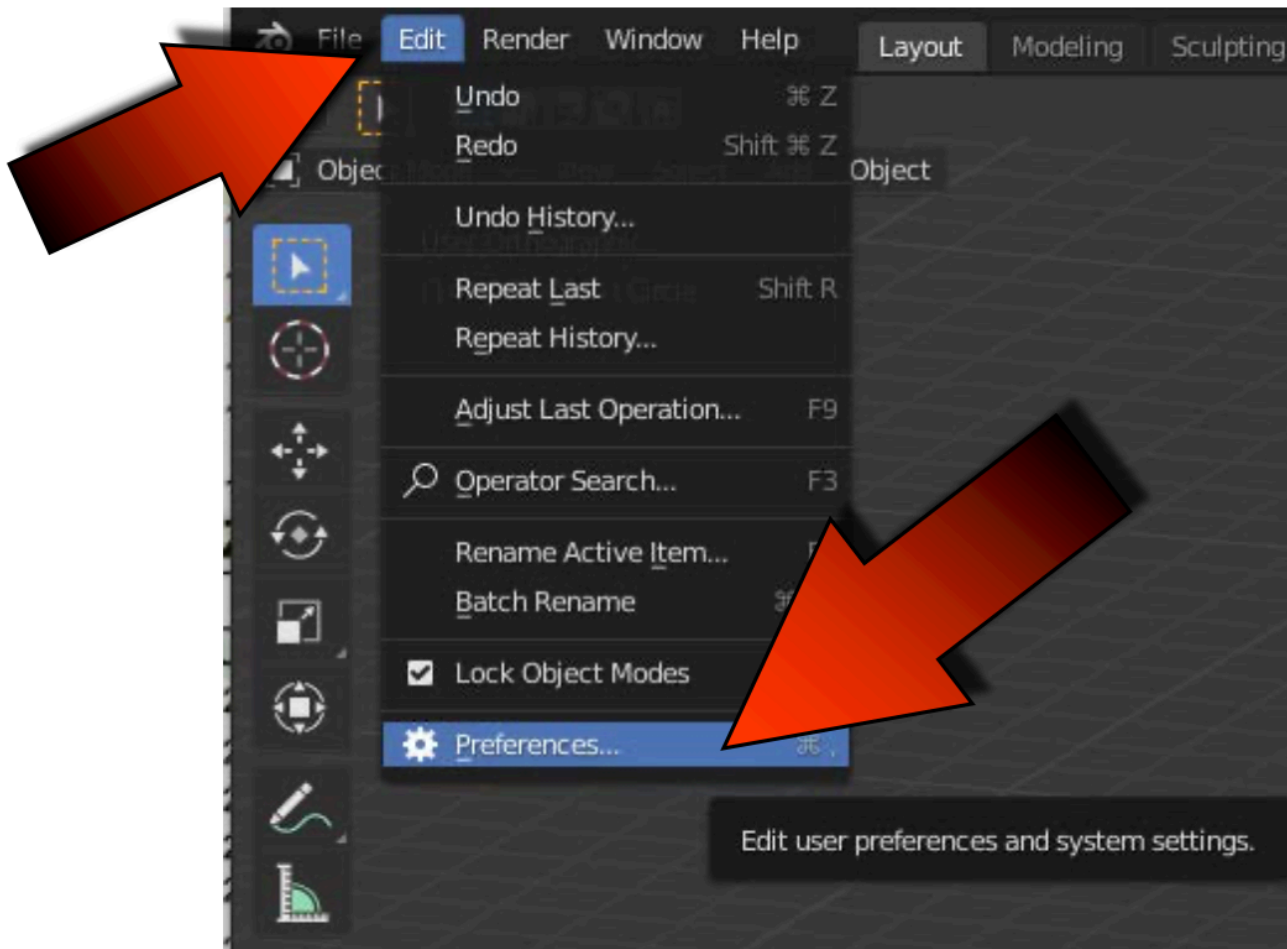 File Edit Render Window Help Layout Modeling Sculpting
Undo ⌘ Z
Redo Shift ⌘ Z
Object
Undo History...
Repeat Last Shift R
Repeat History...
Adjust Last Operation... F9
Operator Search... F3
Rename Active Item...
Batch Rename ⌘
Lock Object Modes
Preferences... ⌘ ,
Edit user preferences and system settings.